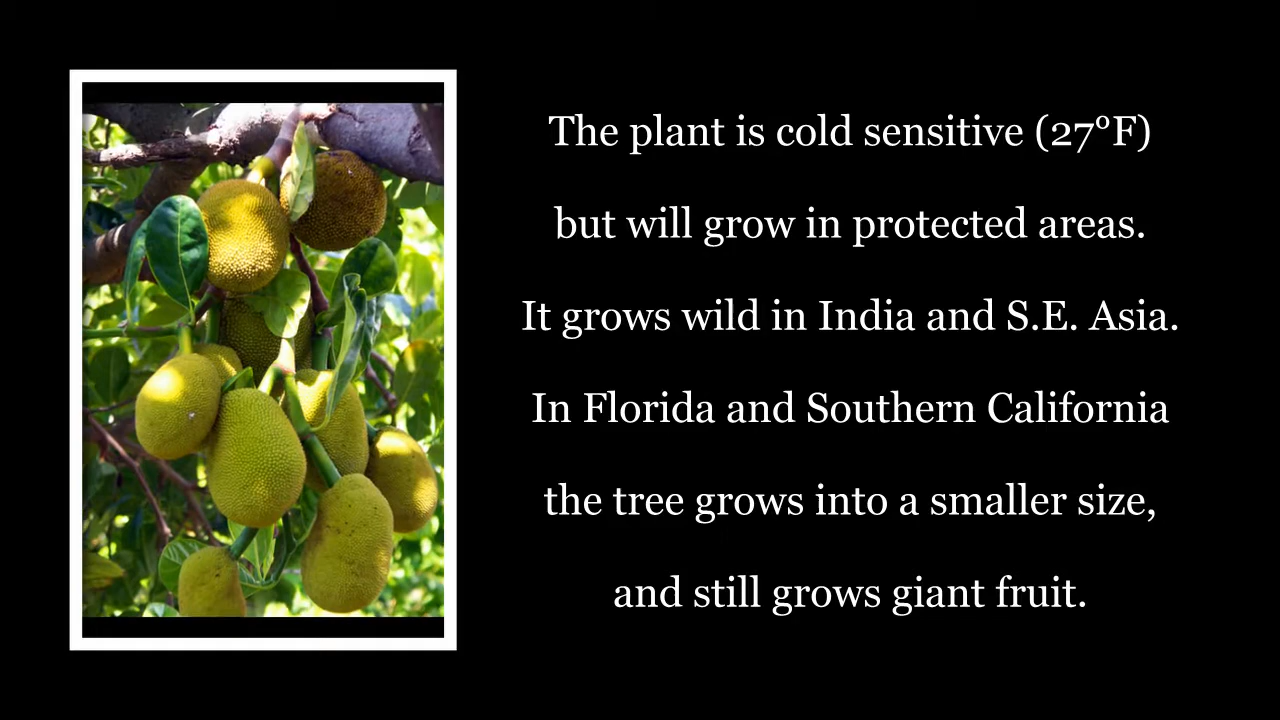 The plant is cold sensitive (27°F)
but will grow in protected areas.
It grows wild in India and S.E. Asia.
In Florida and Southern California
the tree grows into a smaller size,
and still grows giant fruit.